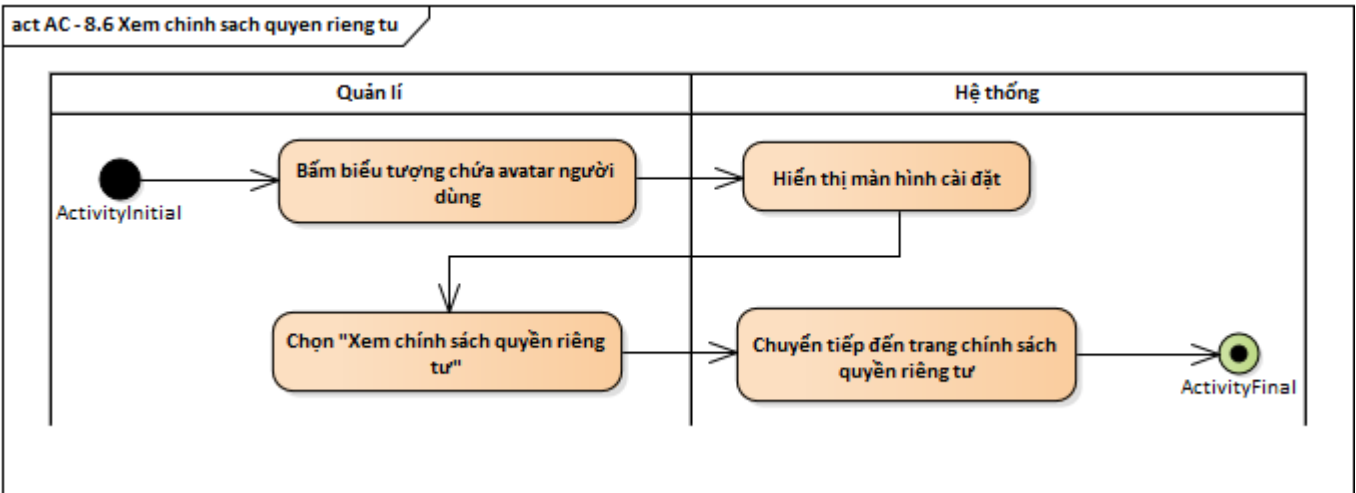 act AC - 8.6 Xem chinh sach quyen rieng tu
Quản lí
Hệ thống
Bấm biểu tượng chứa avatar người
dùng
Hiển thị màn hình cài đặt
ActivityInitial
Chọn "Xem chính sách quyền riêng
tư"
Chuyển tiếp đến trang chính sách
quyền riêng tư
ActivityFinal